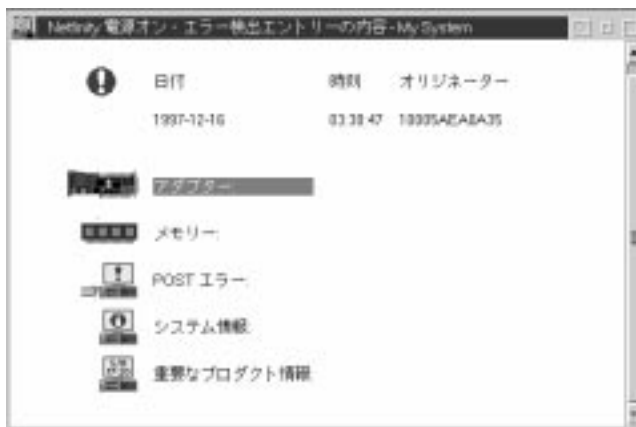 Netfinity 電源オン・エラー検出エントリーの内容 - My System
日付 時刻 オリジネーター
1997-12-16 03:38:47 10005AEA8A35
アダプター
メモリー
POST エラー
システム情報
重要なプロダクト情報